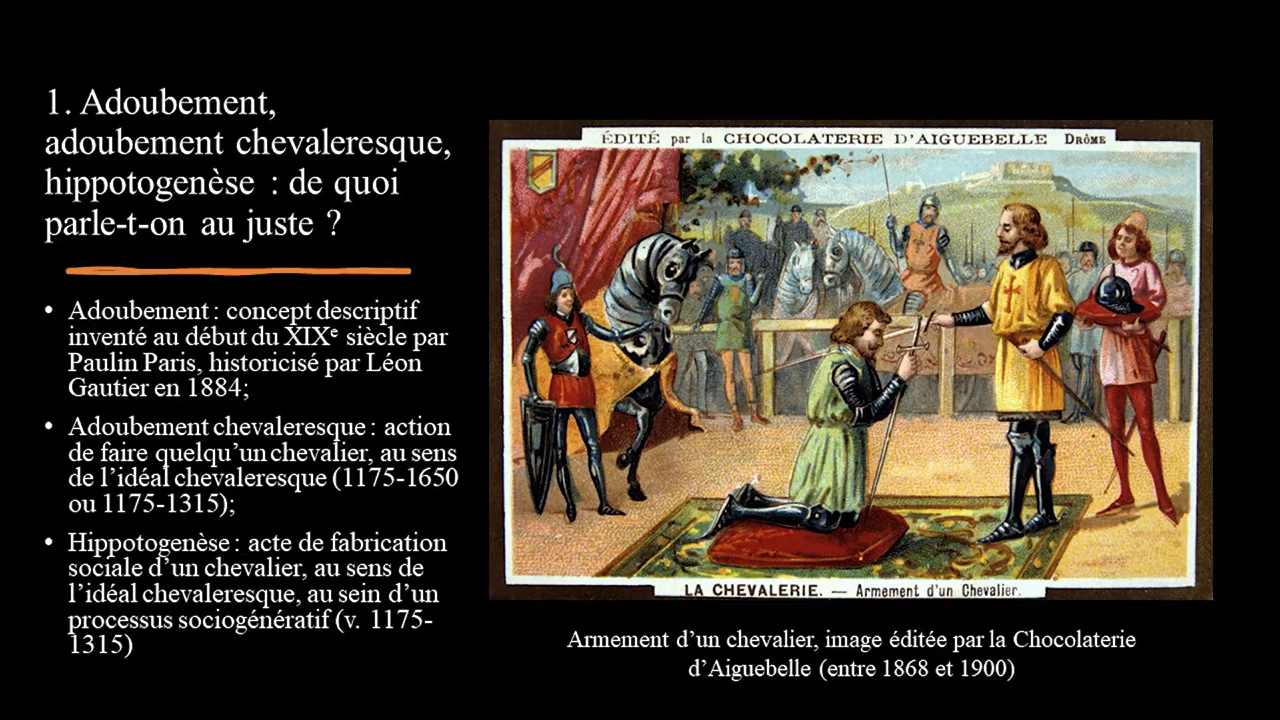 1. Adoubement,
adoubement chevaleresque,
hippotogenèse : de quoi
parle-t-on au juste ?
• Adoubement : concept descriptif
inventé au début du XIXᵉ siècle par
Paulin Paris, historicisé par Léon
Gautier en 1884;
• Adoubement chevaleresque : action
de faire quelqu’un chevalier, au sens
de l’idéal chevaleresque (1175-1650
ou 1175-1315);
• Hippotogenèse : acte de fabrication
sociale d’un chevalier, au sens de
l’idéal chevaleresque, au sein d’un
processus sociogénératif (v. 1175-
1315)
ÉDITÉ par la CHOCOLATERIE D’AIGUEBELLE DRÔME
LA CHEVALERIE. — Armement d’un Chevalier.
Armement d’un chevalier, image éditée par la Chocolaterie
d’Aiguebelle (entre 1868 et 1900)